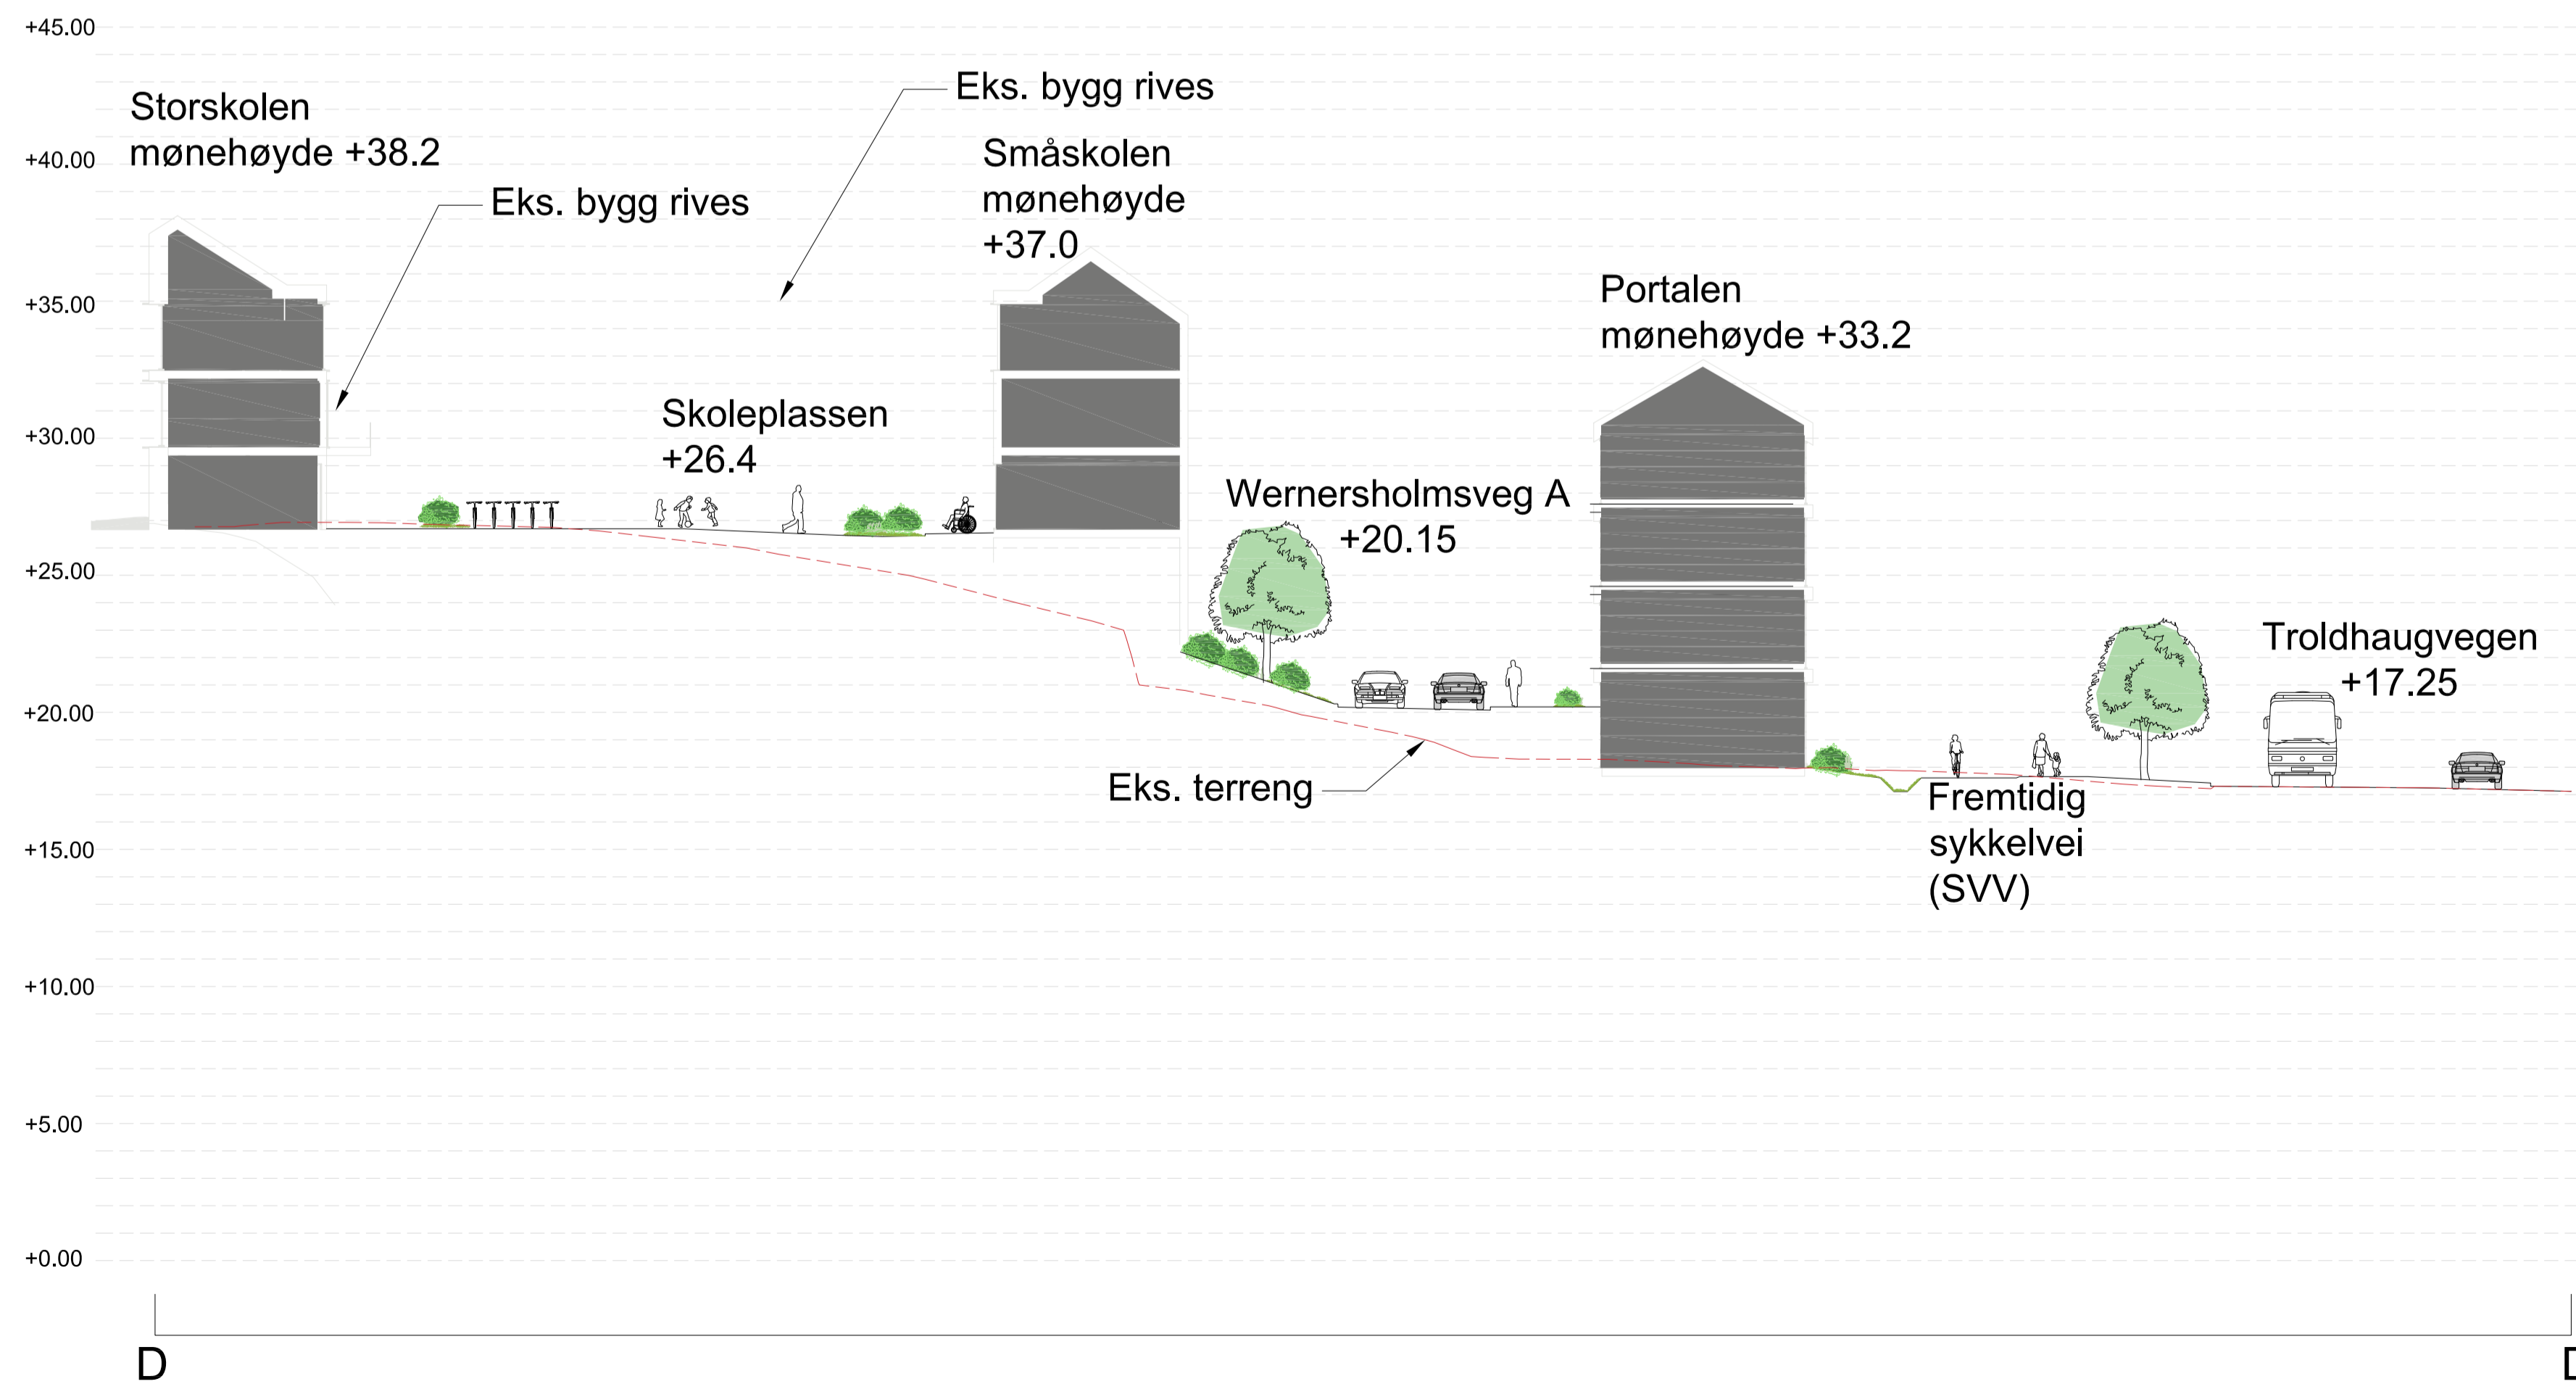 +45.00
Eks. bygg rives
Storskolen
mønehøyde +38.2
+40.00
Småskolen
mønehøyde
+37.0
Eks. bygg rives
+35.00
Portalen
mønehøyde +33.2
Skoleplassen
+26.4
+30.00
Wernersholmsveg A
+20.15
+25.00
Troldhaugvegen
+17.25
+20.00
Eks. terreng
Fremtidig
sykkelvei
(SVV)
+15.00
+10.00
+5.00
+0.00
D